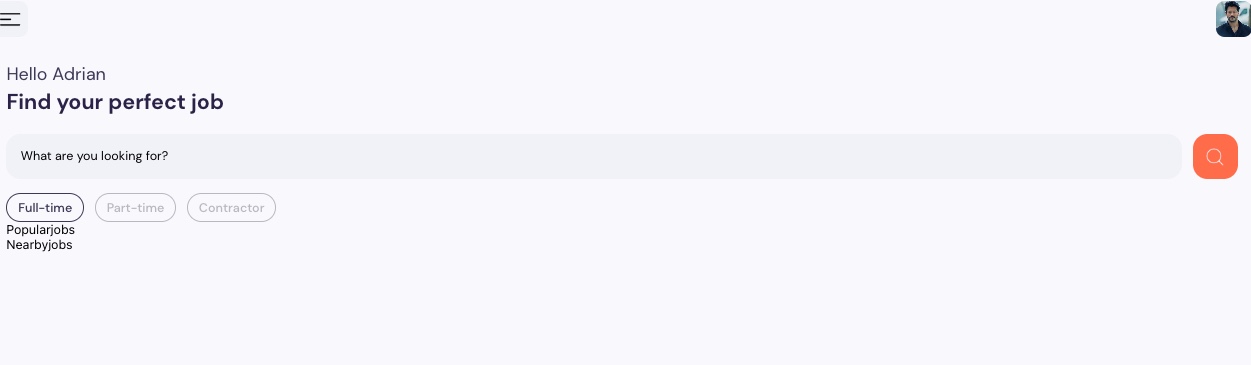 Hello Adrian
Find your perfect job
What are you looking for?
Full-time Part-time Contractor
Popularjobs
Nearbyjobs